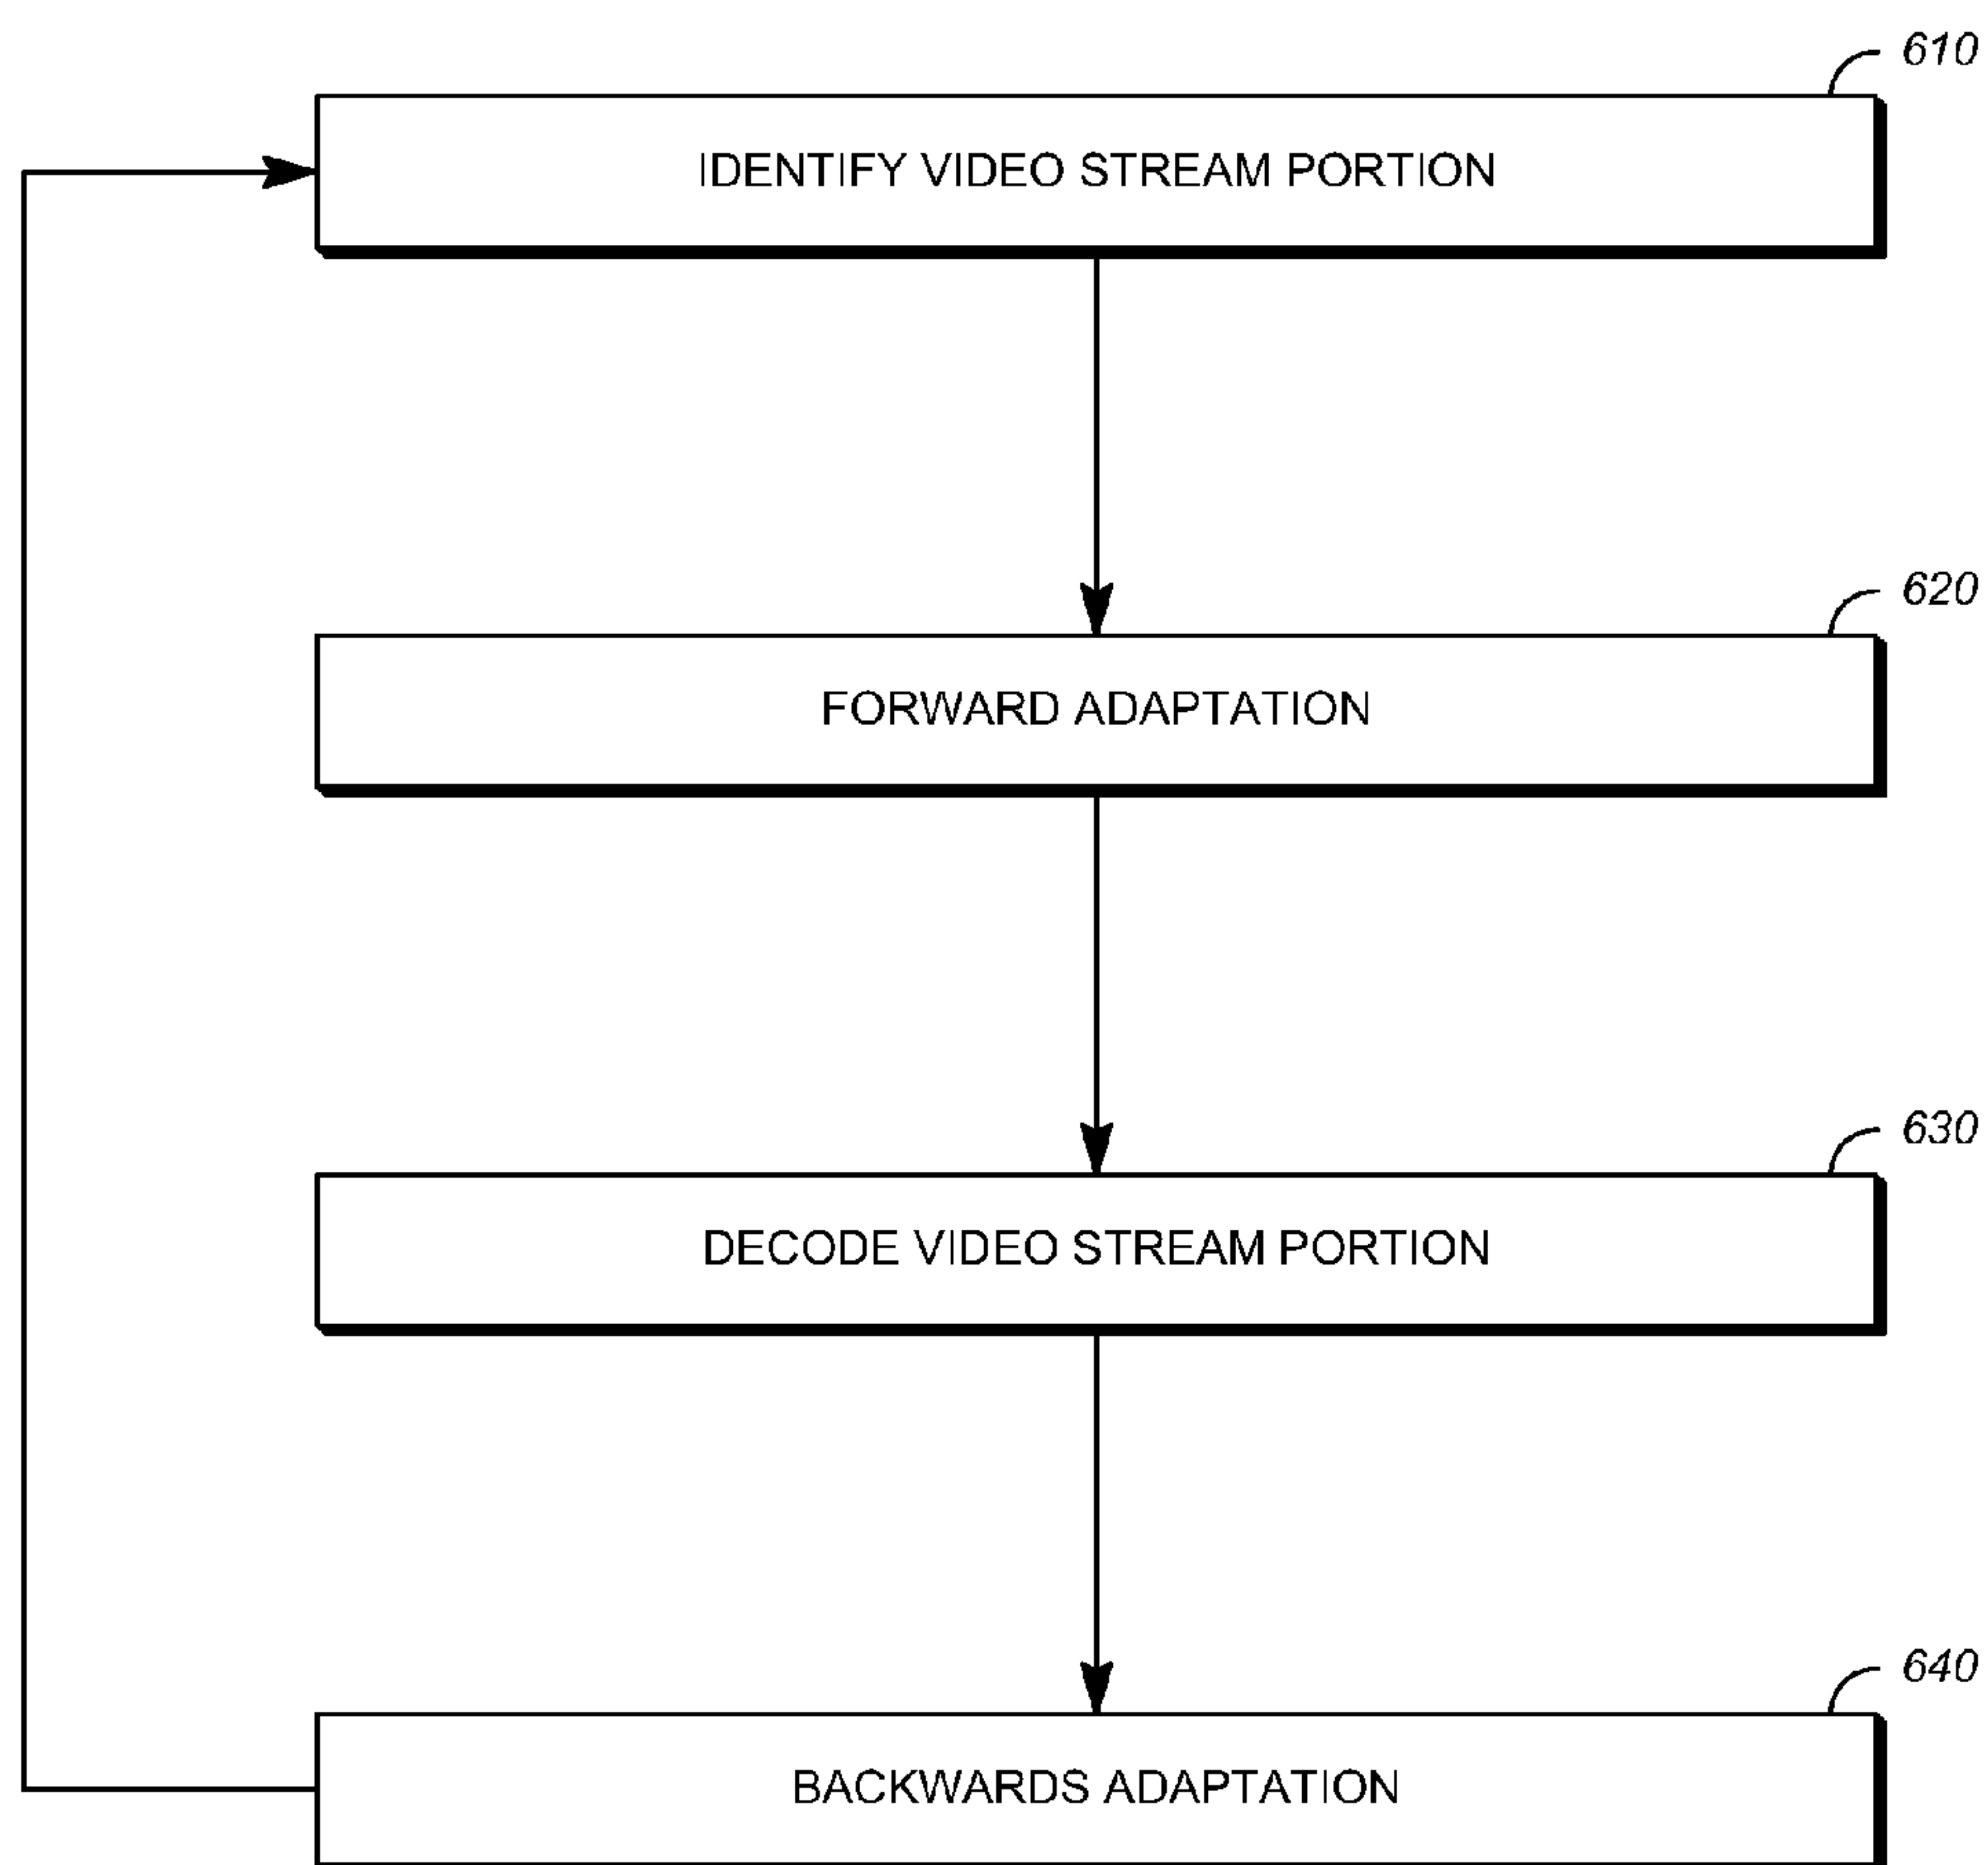 610
IDENTIFY VIDEO STREAM PORTION
620
FORWARD ADAPTATION
630
DECODE VIDEO STREAM PORTION
640
BACKWARDS ADAPTATION